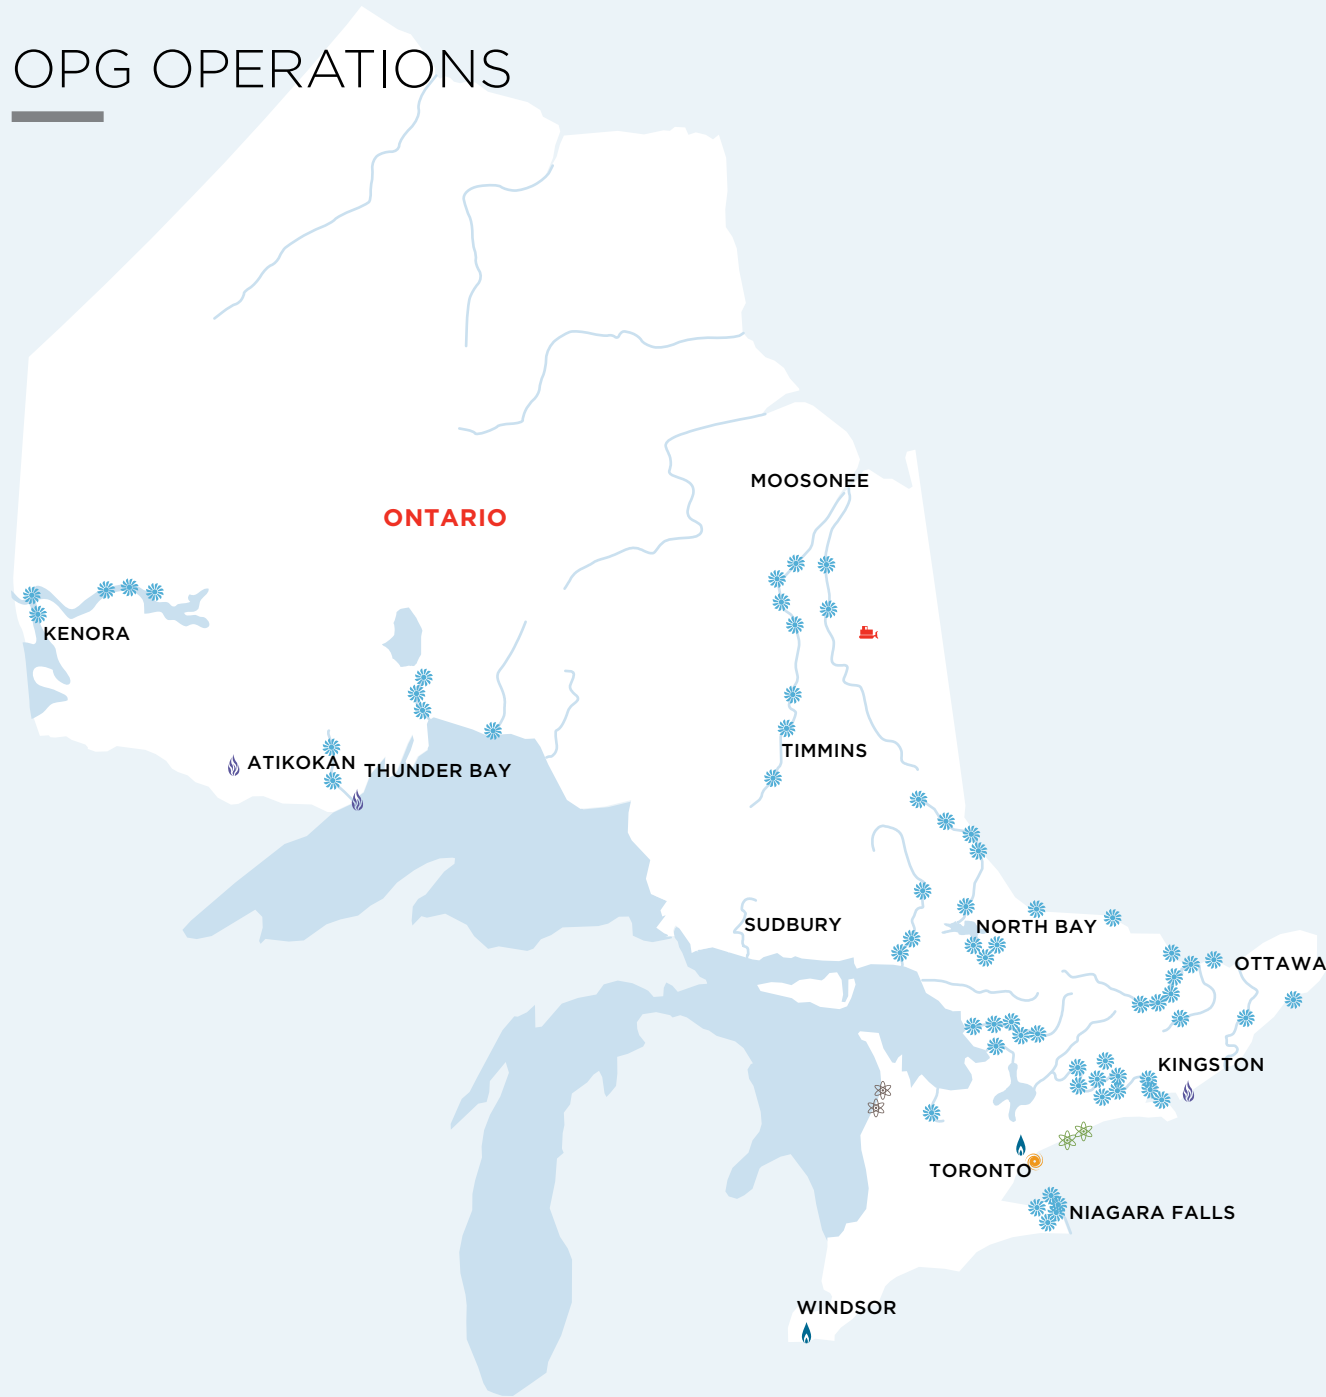 OPG OPERATIONS
MOOSONEE
ONTARIO
KENORA
TIMMINS
ATIKOKAN
THUNDER BAY
SUDBURY
NORTH BAY
OTTAWA
KINGSTON
TORONTO
NIAGARA FALLS
WINDSOR